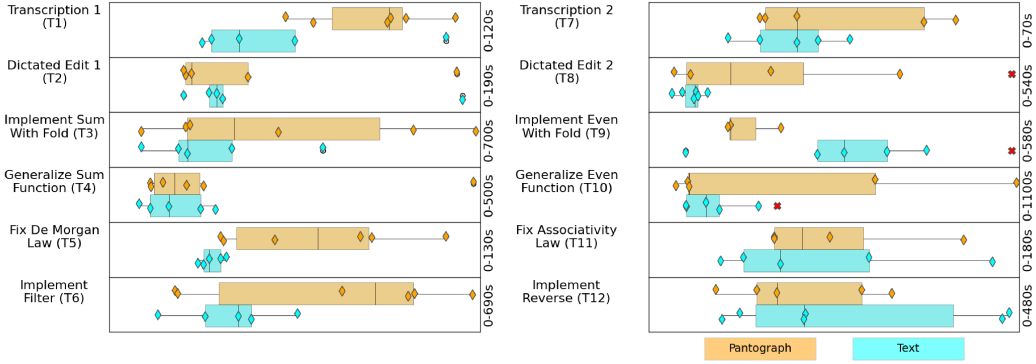 Transcription 1
(T1)
0-120s
Dictated Edit 1
(T2)
0-190s
Implement Sum
With Fold (T3)
0-700s
Generalize Sum
Function (T4)
0-500s
Fix De Morgan
Law (T5)
0-130s
Implement
Filter (T6)
0-690s
Transcription 2
(T7)
0-70s
Dictated Edit 2
(T8)
0-540s
Implement Even
With Fold (T9)
0-580s
Generalize Even
Function (T10)
0-1100s
Fix Associativity
Law (T11)
0-180s
Implement
Reverse (T12)
0-480s
Pantograph
Text